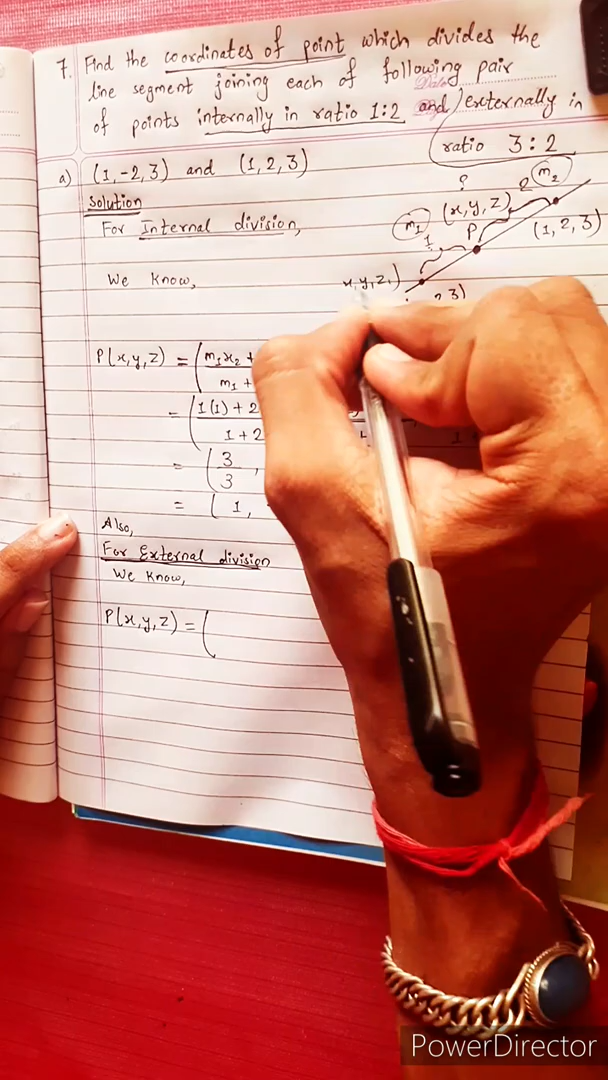 7. Find the coordinates of point which divides the
line segment joining each of following pair
of points internally in ratio 1:2 and externally in
ratio 3:2
a) (1,-2,3) and (1,2,3)
Solution
For Internal division,
?
2 m₂
m₁ (x,y,z)
1 P (1,2,3)
We know,
x₁y₁z₁)
2,3)
P(x,y,z) = (m₁x₂+
m₁+
= (1(1)+2
1+2
= (3/3,
= (1,
Also,
For External division
We know,
P(x,y,z) = (
PowerDirector